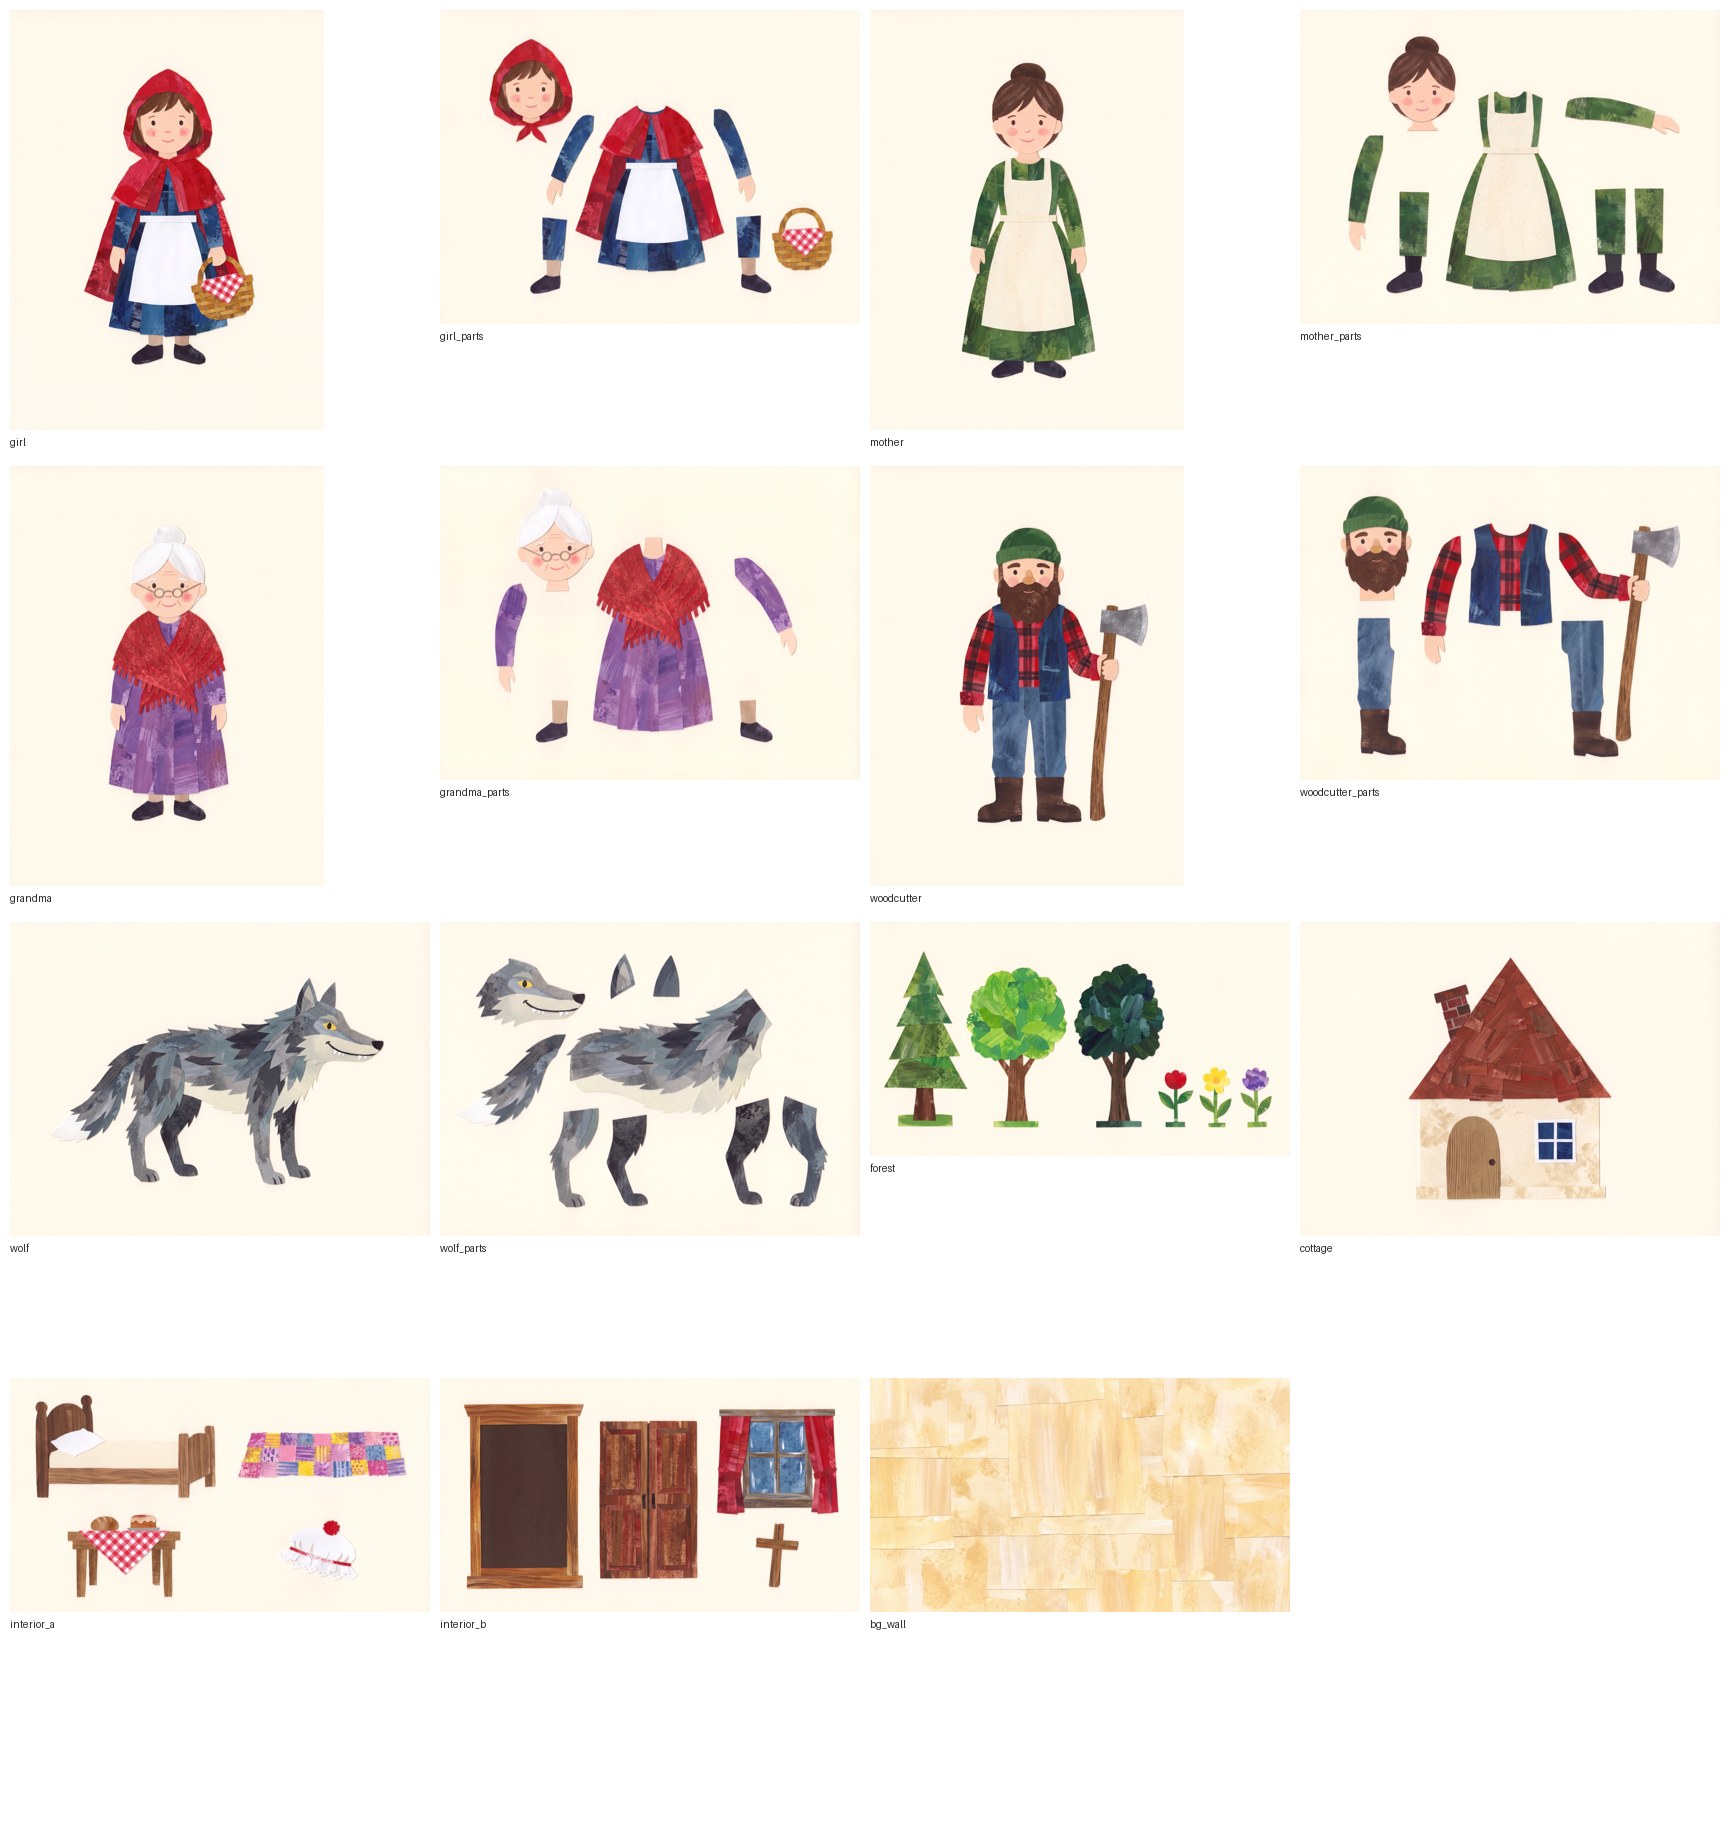 girl
girl_parts
mother
mother_parts
grandma
grandma_parts
woodcutter
woodcutter_parts
wolf
wolf_parts
forest
cottage
interior_a
interior_b
bg_wall